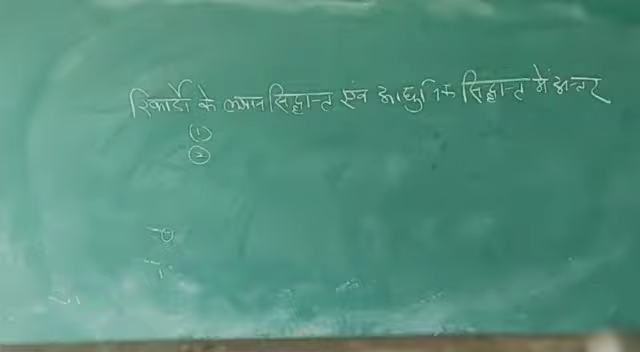 रिकार्डो के लगान सिद्धान्त एवं आधुनिक सिद्धान्त में अन्तर
①
②